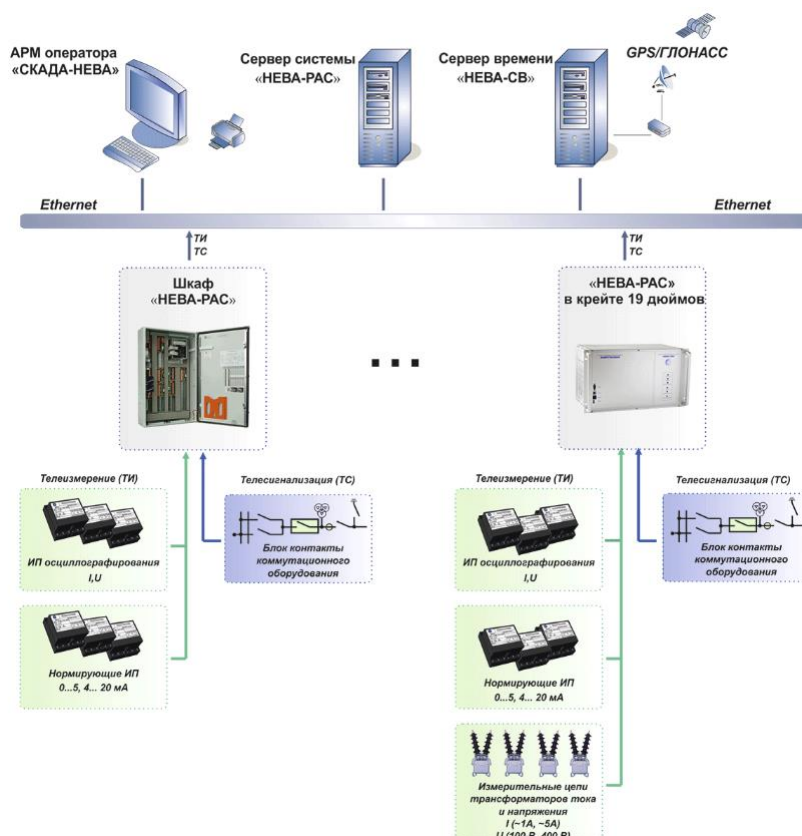 АРМ оператора
«СКАДА-НЕВА»
Сервер системы
«НЕВА-РАС»
Сервер времени
«НЕВА-СВ»
GPS/ГЛОНАСС
Ethernet
Ethernet
ТИ
ТС
ТИ
ТС
Шкаф
«НЕВА-РАС»
«НЕВА-РАС»
в крейте 19 дюймов
Телеизмерение (ТИ)
Телесигнализация (ТС)
ИП осциллографирования
I,U
Блок контакты
коммутационного
оборудования
Нормирующие ИП
0...5, 4... 20 мА
Телеизмерение (ТИ)
Телесигнализация (ТС)
ИП осциллографирования
I,U
Блок контакты
коммутационного
оборудования
Нормирующие ИП
0...5, 4... 20 мА
Измерительные цепи
трансформаторов тока
и напряжения
I (~1А, ~5А)
U (100 В, 400 В)